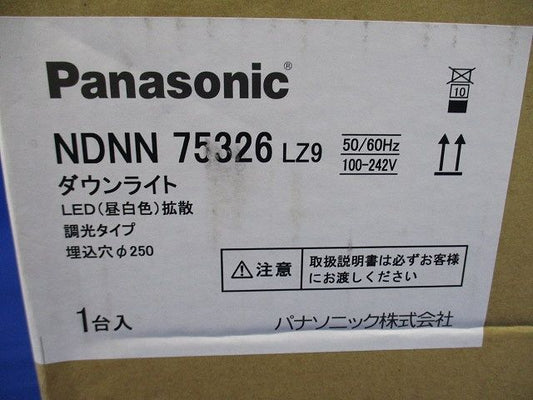 Panasonic®
10
NDNN 75326 LZ9
50/60Hz
100-242V
ダウンライト
LED(昼白色)拡散
調光タイプ
埋込穴φ250
注意
取扱説明書は必ずお客様
にお渡しください
1台入
パナソニック株式会社